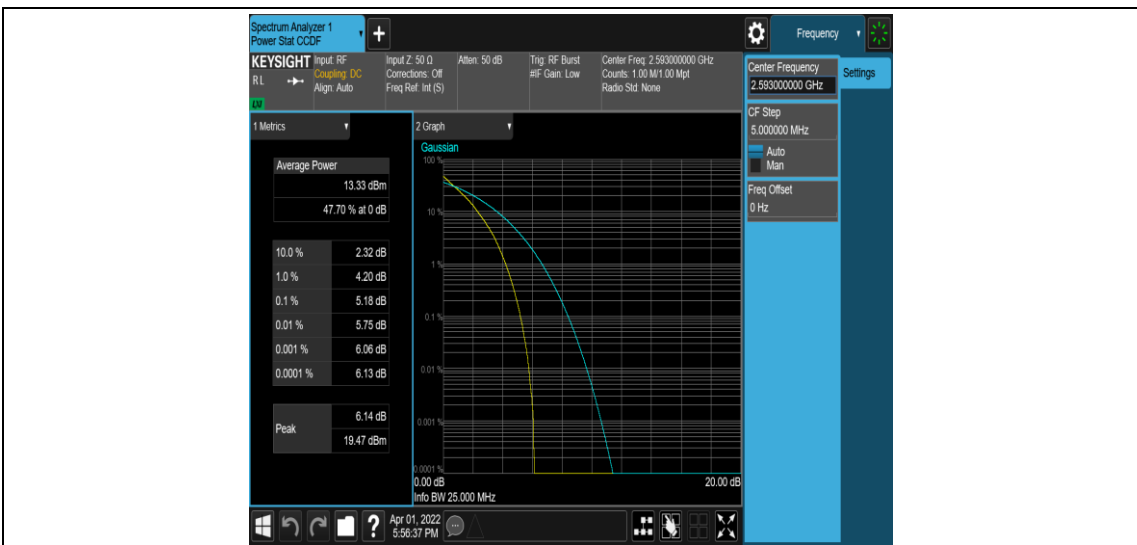 Spectrum Analyzer 1
Power Stat CCDF
+
Frequency
KEYSIGHT
RL
LXI
Input: RF
Coupling: DC
Align: Auto
Input Z: 50 Ω
Corrections: Off
Freq Ref: Int (S)
Atten: 50 dB
Trig: RF Burst
#IF Gain: Low
Center Freq: 2.593000000 GHz
Counts: 1.00 M/1.00 Mpt
Radio Std: None
Center Frequency
2.593000000 GHz
Settings
CF Step
5.000000 MHz
Auto
Man
Freq Offset
0 Hz
1 Metrics
Average Power
13.33 dBm
47.70 % at 0 dB
10.0 % 2.32 dB
1.0 % 4.20 dB
0.1 % 5.18 dB
0.01 % 5.75 dB
0.001 % 6.06 dB
0.0001 % 6.13 dB
Peak
6.14 dB
19.47 dBm
2 Graph
Gaussian
100 %
10 %
1 %
0.1 %
0.01 %
0.001 %
0.0001 %
0.00 dB 20.00 dB
Info BW 25.000 MHz
?
Apr 01, 2022
5:56:37 PM